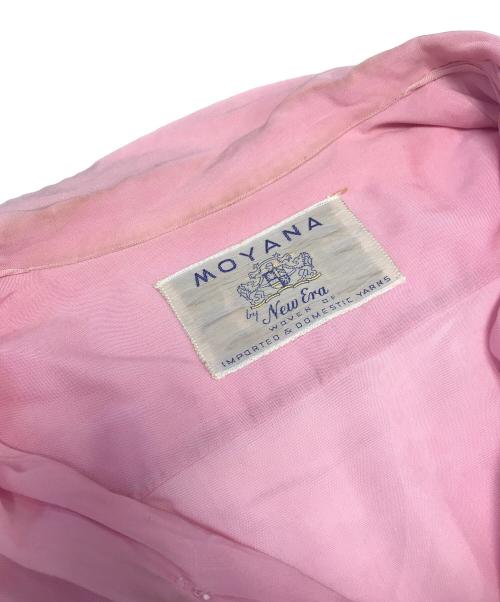 MOYANA
by New Era
WOVEN OF
IMPORTED & DOMESTIC YARNS